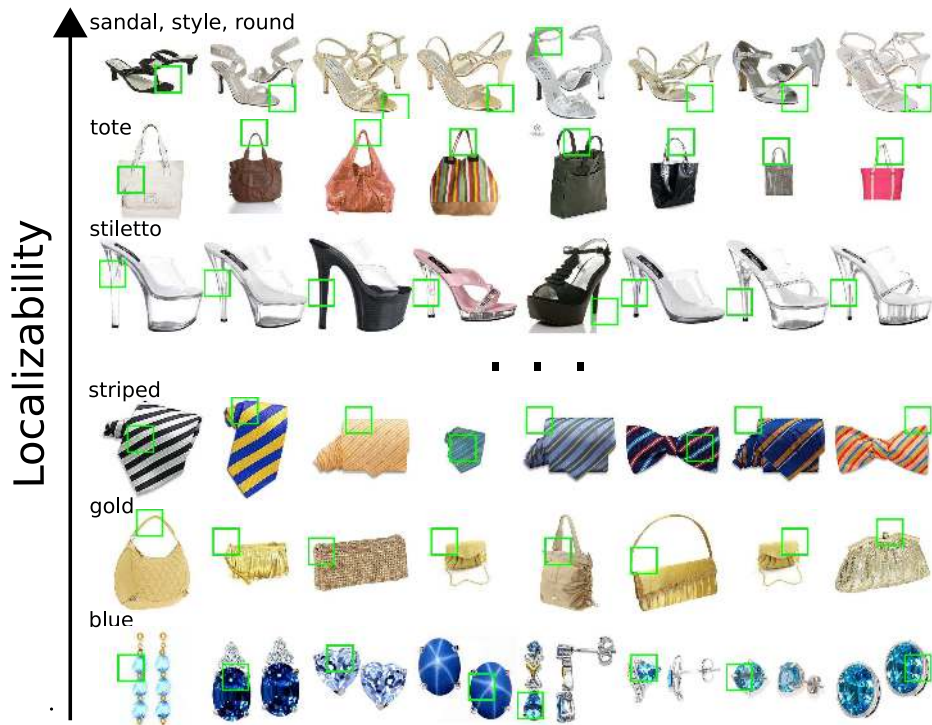 sandal, style, round
tote
stiletto
. . .
striped
gold
blue
Localizability